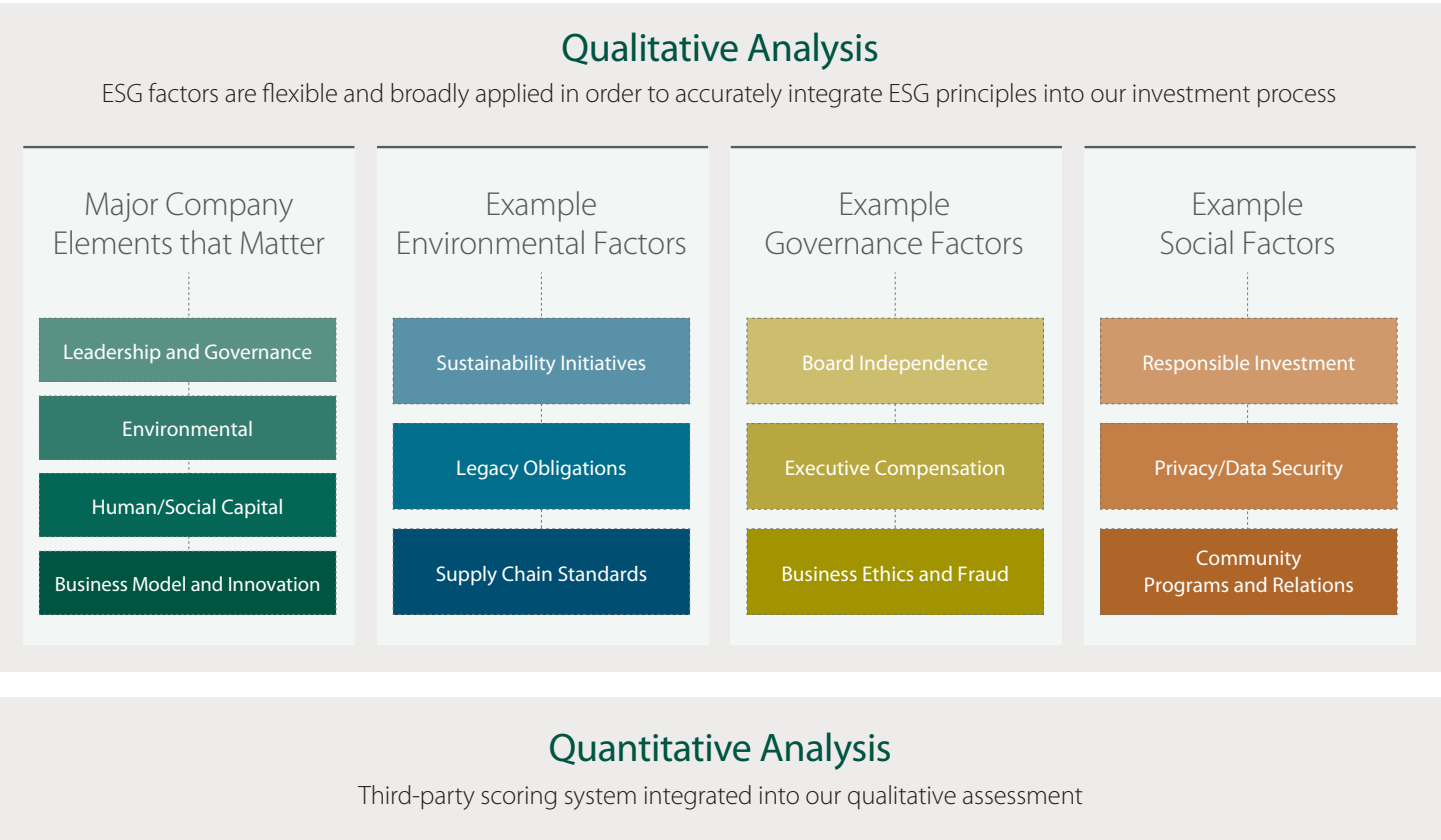 Qualitative Analysis
ESG factors are flexible and broadly applied in order to accurately integrate ESG principles into our investment process
Major Company
Elements that Matter
Leadership and Governance
Environmental
Human/Social Capital
Business Model and Innovation
Example
Environmental Factors
Sustainability Initiatives
Legacy Obligations
Supply Chain Standards
Example
Governance Factors
Board Independence
Executive Compensation
Business Ethics and Fraud
Example
Social Factors
Responsible Investment
Privacy/Data Security
Community
Programs and Relations
Quantitative Analysis
Third-party scoring system integrated into our qualitative assessment